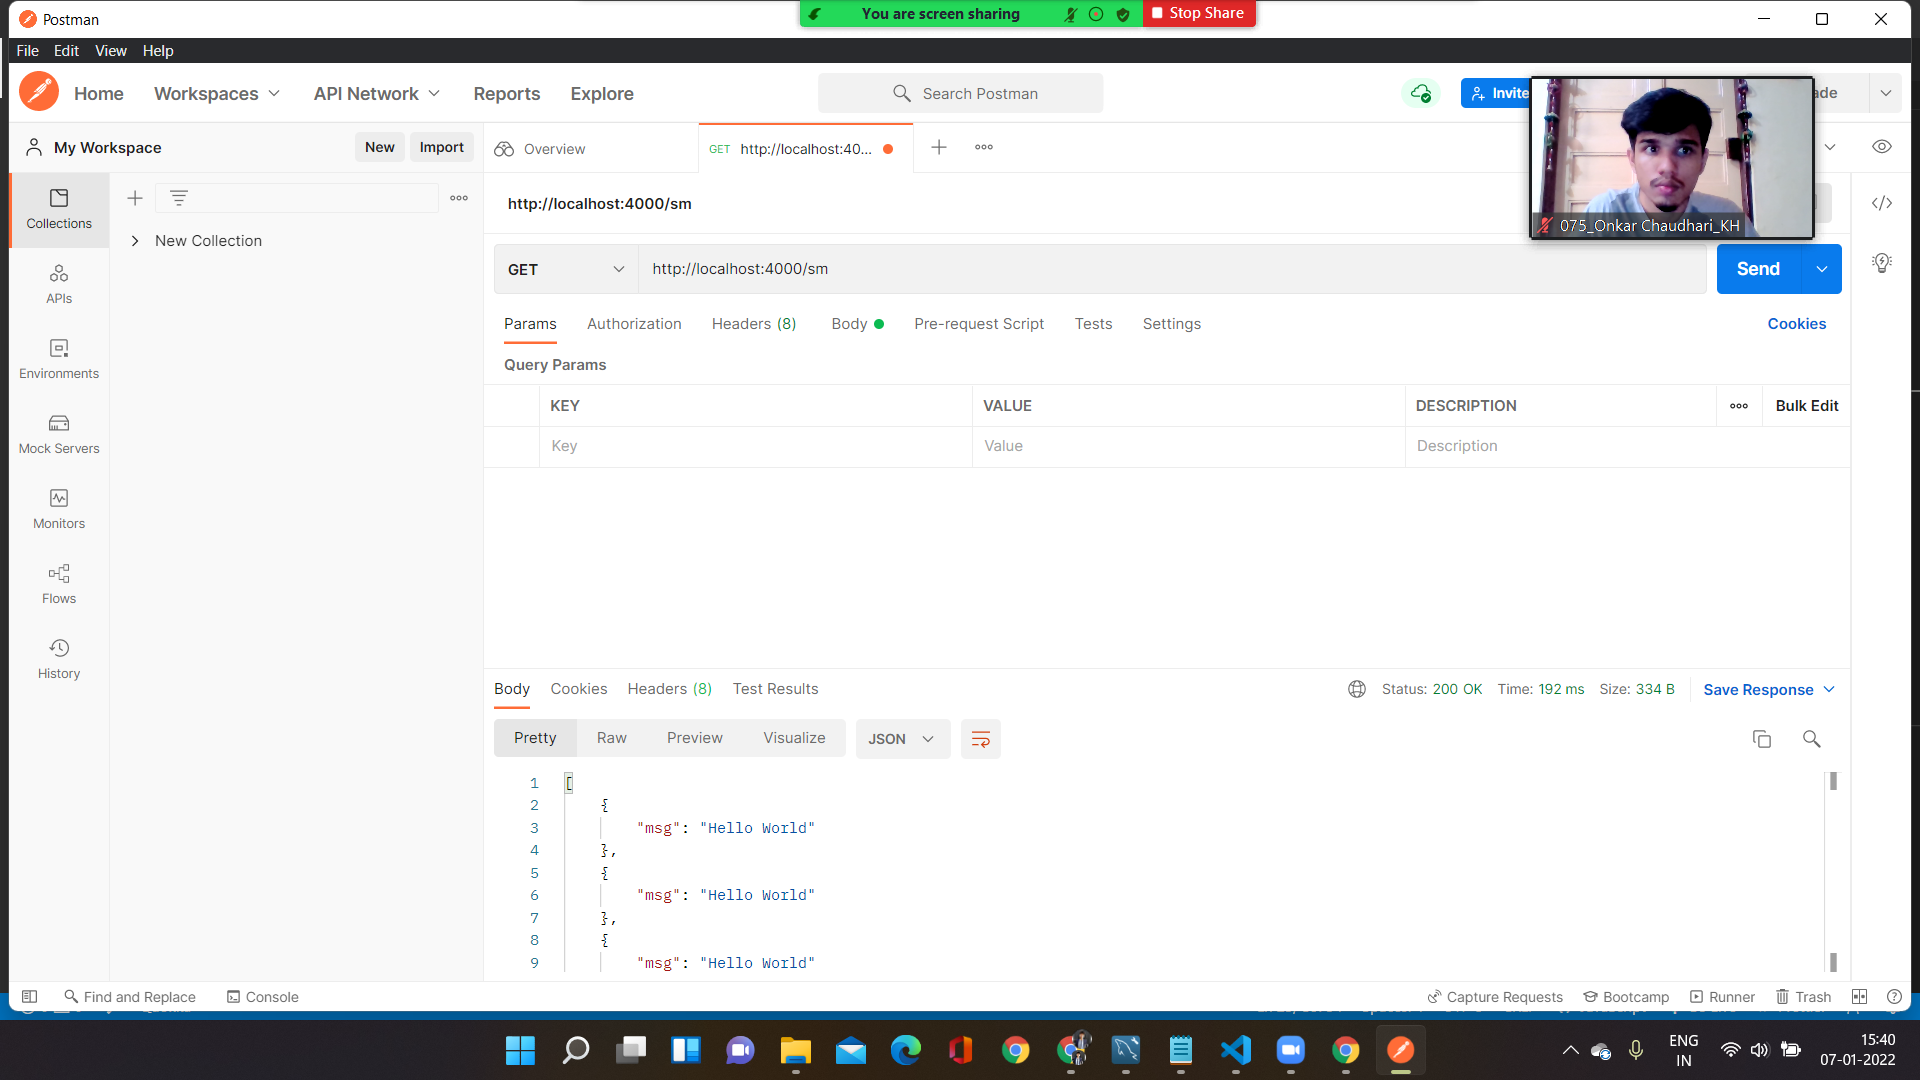 Postman
You are screen sharing
Stop Share
File Edit View Help
Home Workspaces API Network Reports Explore
Search Postman
Invite
My Workspace
New
Import
Overview
GET http://localhost:40...
Collections
New Collection
http://localhost:4000/sm
075_Onkar Chaudhari_KH
GET
http://localhost:4000/sm
Send
APIs
Environments
Mock Servers
Monitors
Flows
History
Params Authorization Headers (8) Body Pre-request Script Tests Settings Cookies
Query Params
KEY VALUE DESCRIPTION Bulk Edit
Key Value Description
Body Cookies Headers (8) Test Results
Status: 200 OK Time: 192 ms Size: 334 B Save Response
Pretty Raw Preview Visualize JSON
1 [
2 {
3 "msg": "Hello World"
4 },
5 {
6 "msg": "Hello World"
7 },
8 {
9 "msg": "Hello World"
Find and Replace Console
Capture Requests Bootcamp Runner Trash
ENG
IN
15:40
07-01-2022